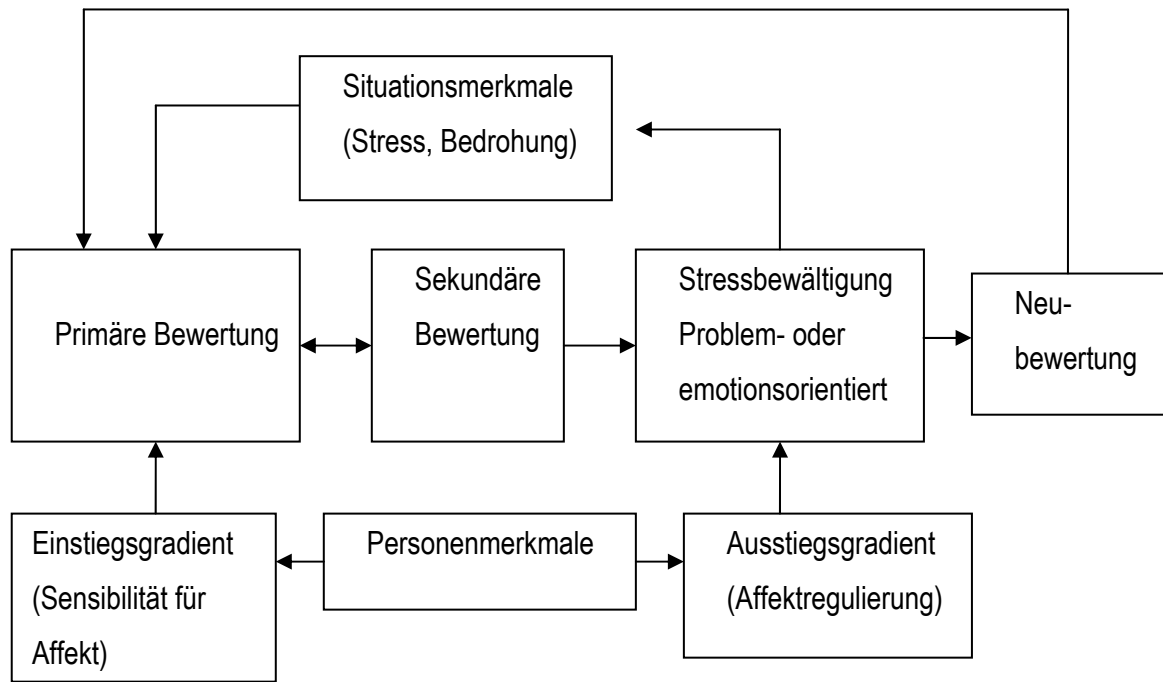 Situationsmerkmale
(Stress, Bedrohung)
Primäre Bewertung
Sekundäre
Bewertung
Stressbewältigung
Problem- oder
emotionsorientiert
Neu-
bewertung
Einstiegsgradient
(Sensibilität für
Affekt)
Personenmerkmale
Ausstiegsgradient
(Affektregulierung)